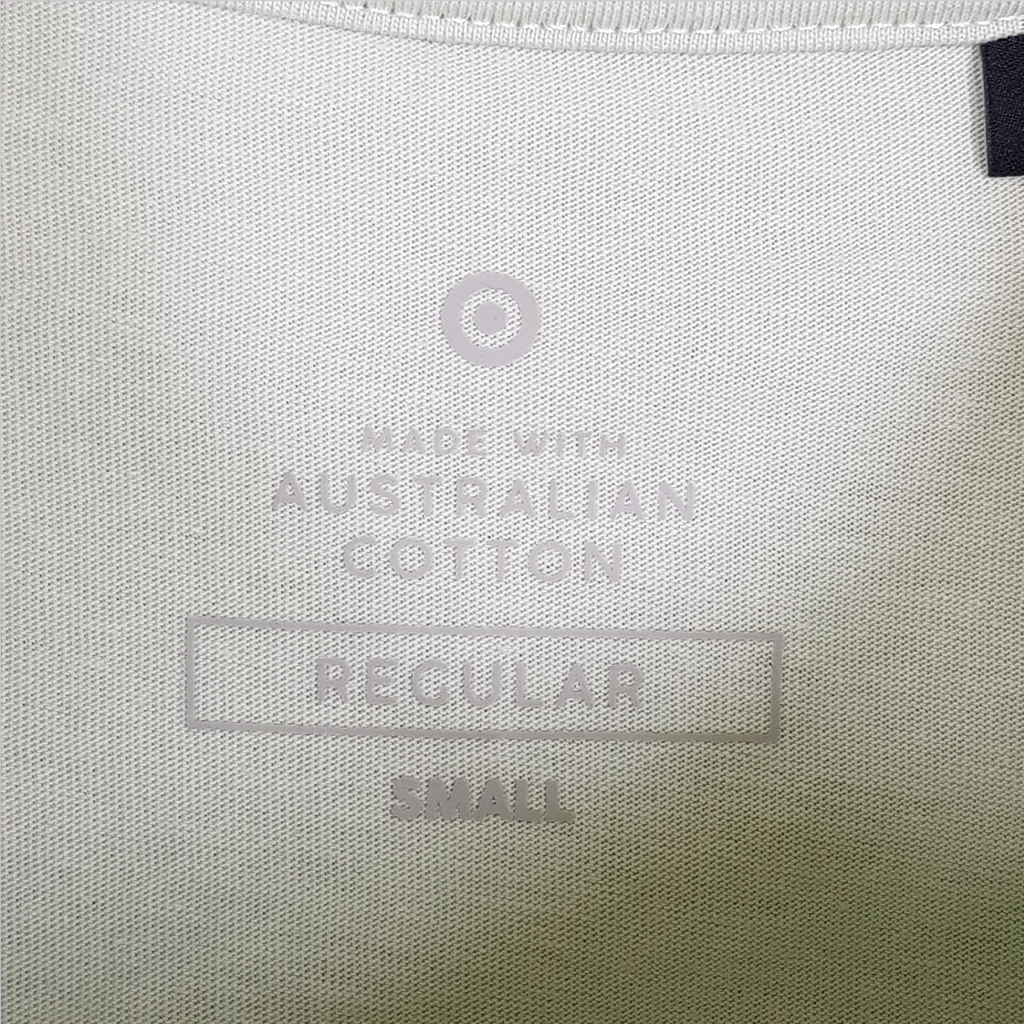 MADE WITH
AUSTRALIAN
COTTON
REGULAR
SMALL